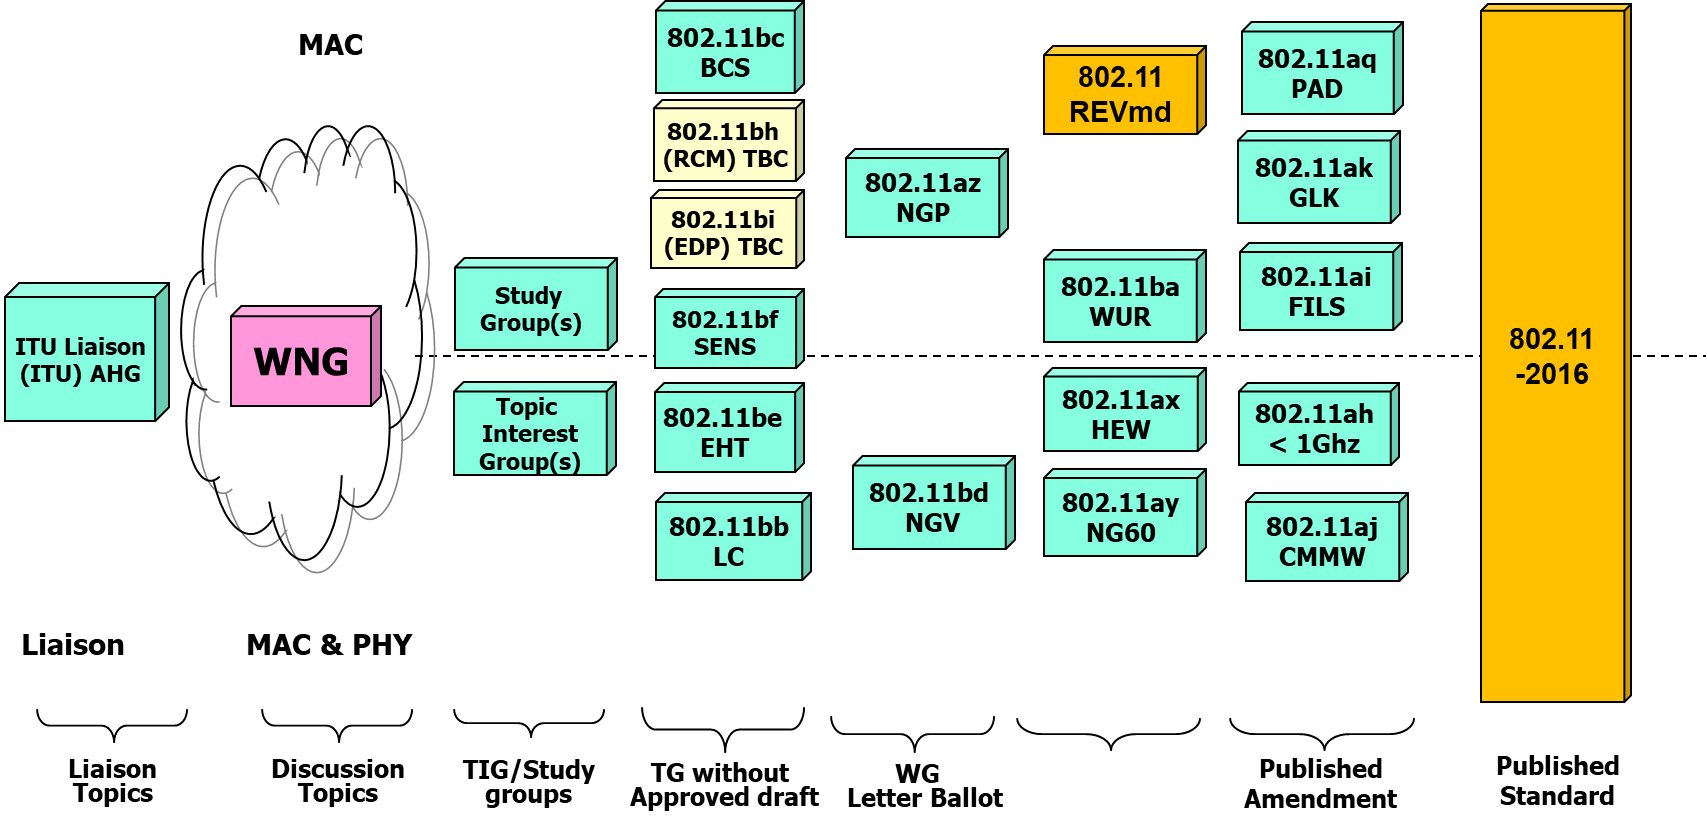 MAC
ITU Liaison
(ITU) AHG
WNG
Study
Group(s)
Topic
Interest
Group(s)
802.11bc
BCS
802.11bh
(RCM) TBC
802.11bi
(EDP) TBC
802.11bf
SENS
802.11be
EHT
802.11bb
LC
802.11az
NGP
802.11bd
NGV
802.11
REVmd
802.11ba
WUR
802.11ax
HEW
802.11ay
NG60
802.11aq
PAD
802.11ak
GLK
802.11ai
FILS
802.11ah
< 1Ghz
802.11aj
CMMW
802.11
-2016
Liaison
MAC & PHY
Liaison
Topics
Discussion
Topics
TIG/Study
groups
TG without
Approved draft
WG
Letter Ballot
Published
Amendment
Published
Standard